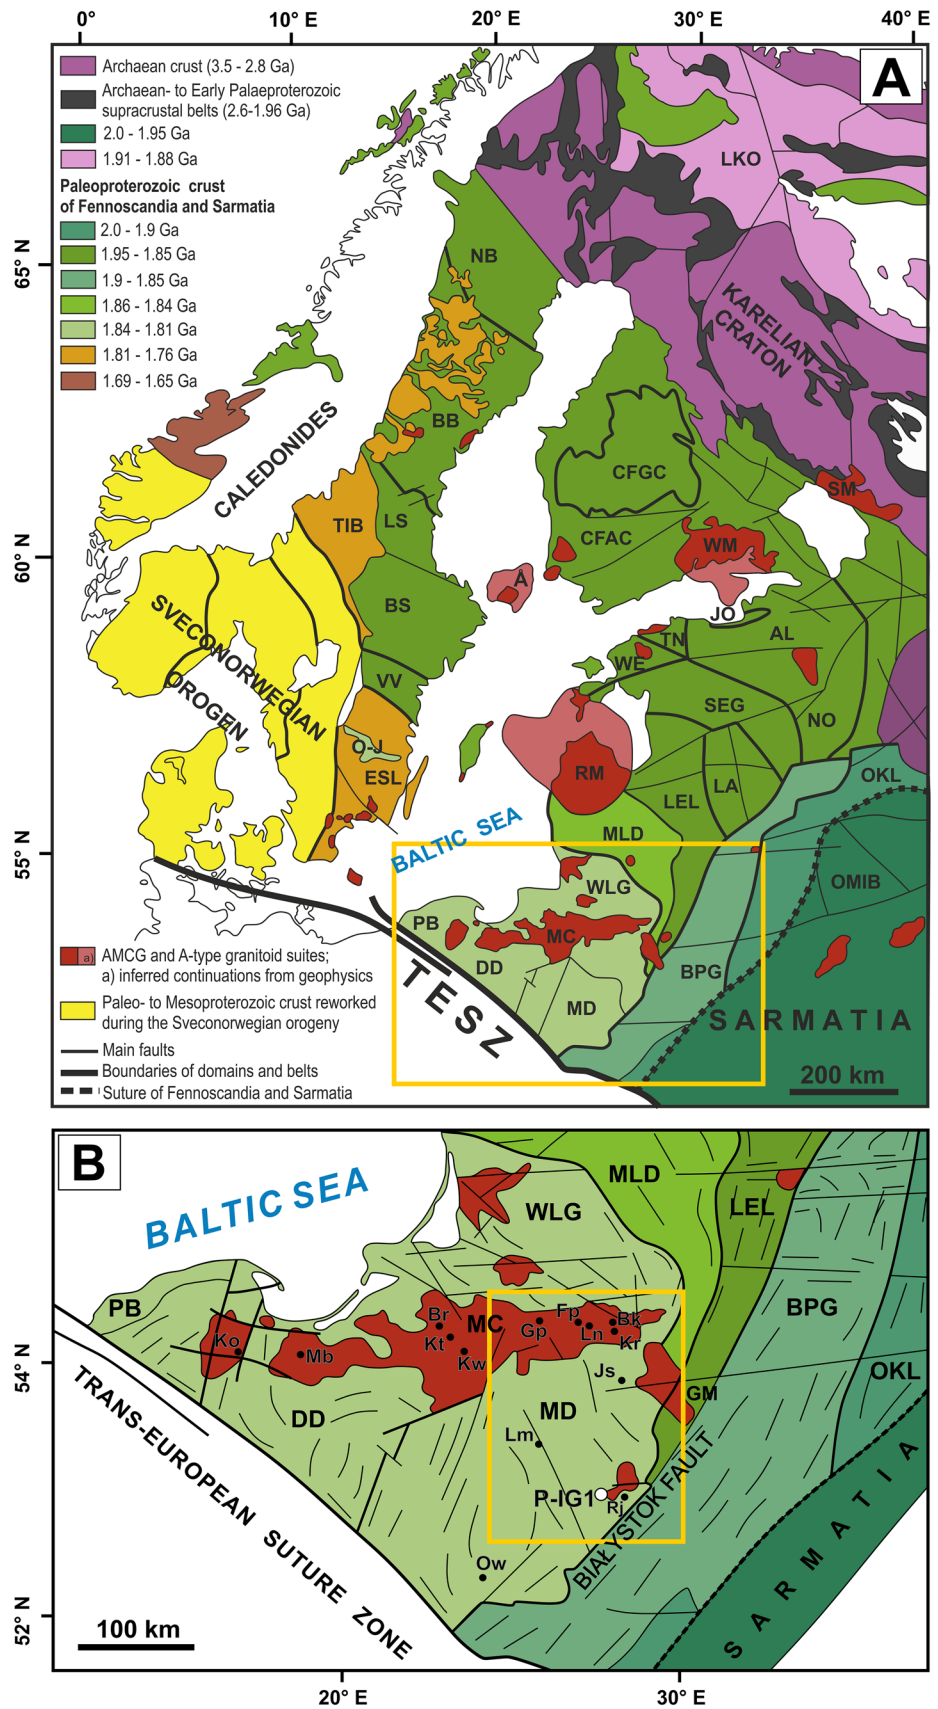 0°
10° E
20° E
30° E
40° E
A
Archaean crust (3.5 - 2.8 Ga)
Archaean- to Early Palaeproterozoic
supracrustal belts (2.6-1.96 Ga)
2.0 - 1.95 Ga
1.91 - 1.88 Ga
Paleoproterozoic crust
of Fennoscandia and Sarmatia
2.0 - 1.9 Ga
1.95 - 1.85 Ga
1.9 - 1.85 Ga
1.86 - 1.84 Ga
1.84 - 1.81 Ga
1.81 - 1.76 Ga
1.69 - 1.65 Ga
65° N
60° N
55° N
LKO
NB
KARELIAN
CRATON
BB
CALEDONIDES
CFGC
SM
TIB
LS
CFAC
WM
Å
BS
JO
SVECONORWEGIAN
OROGEN
TN
AL
WE
VV
SEG
NO
O-J
ESL
RM
LEL
LA
OKL
BALTIC SEA
MLD
WLG
OMIB
PB
MC
DD
BPG
MD
TESZ
SARMATIA
a)
AMCG and A-type granitoid suites;
a) inferred continuations from geophysics
Paleo- to Mesoproterozoic crust reworked
during the Sveconorwegian orogeny
Main faults
Boundaries of domains and belts
Suture of Fennoscandia and Sarmatia
200 km
B
BALTIC SEA
MLD
WLG
LEL
PB
BPG
Br
MC
Fp
Bk
Ko
Kt
Gp
Ln
Kr
Mb
Kw
Js
OKL
GM
DD
MD
Lm
P-IG1
Rj
BIAŁYSTOK FAULT
Ow
TRANS-EUROPEAN SUTURE ZONE
SARMATIA
54° N
52° N
100 km
20° E
30° E